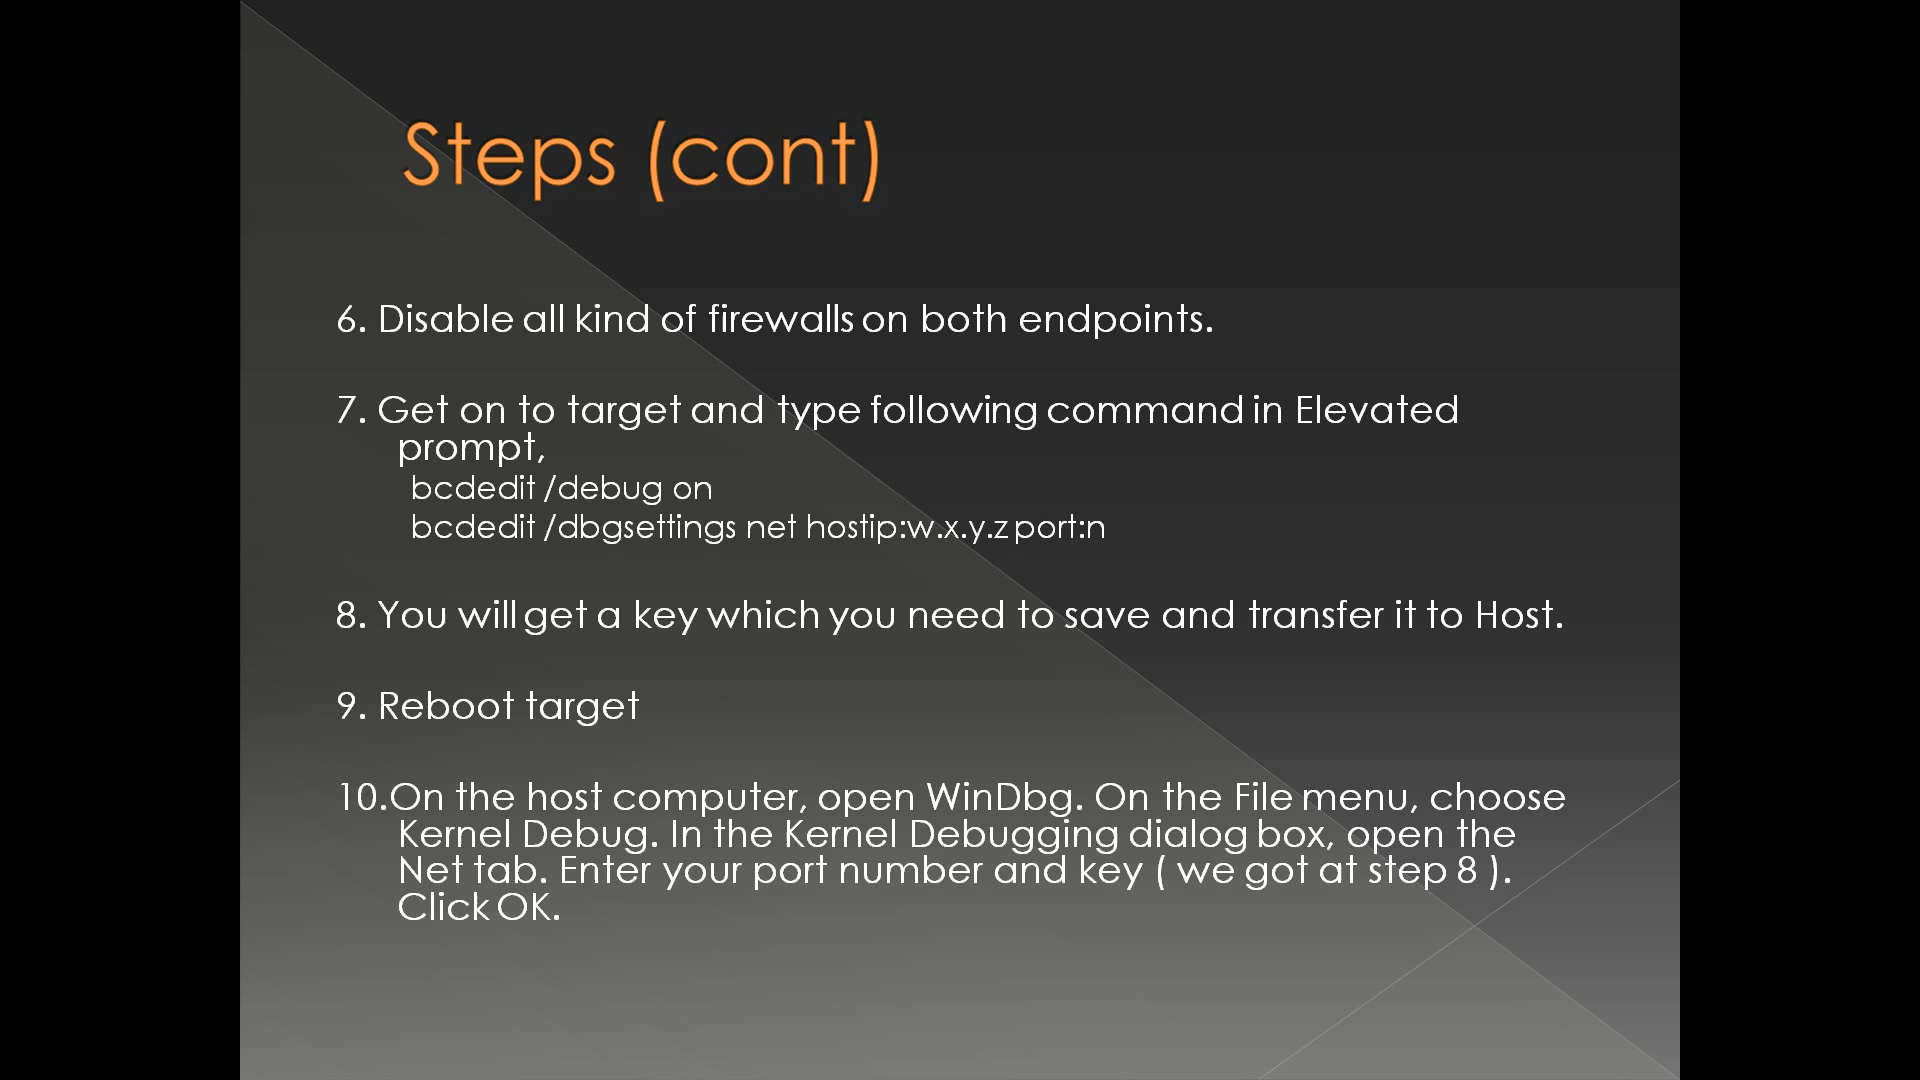 Steps (cont)
6. Disable all kind of firewalls on both endpoints.
7. Get on to target and type following command in Elevated
prompt,
bcdedit /debug on
bcdedit /dbgsettings net hostip:w.x.y.z port:n
8. You will get a key which you need to save and transfer it to Host.
9. Reboot target
10.On the host computer, open WinDbg. On the File menu, choose
Kernel Debug. In the Kernel Debugging dialog box, open the
Net tab. Enter your port number and key ( we got at step 8 ).
Click OK.